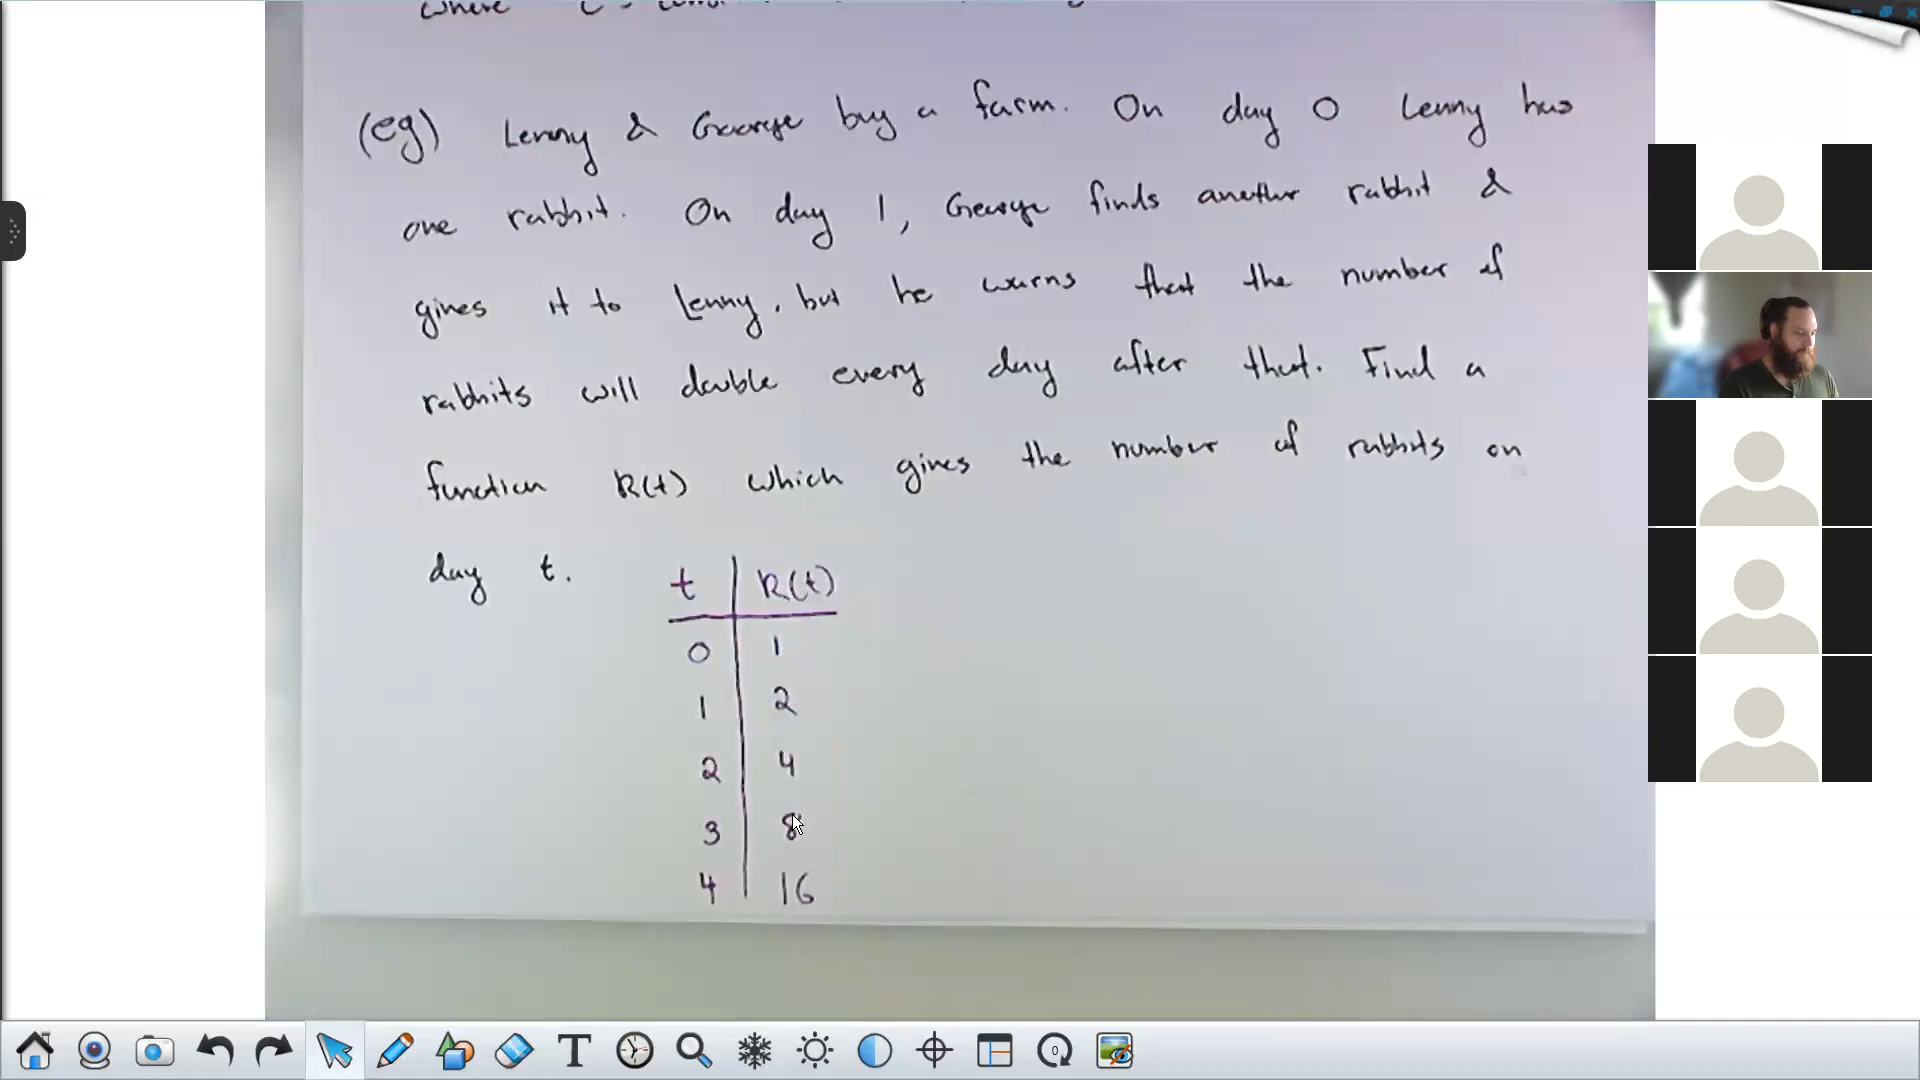 where
(eg) Lenny & George buy a farm. On day 0 Lenny has
one rabbit. On day 1, George finds another rabbit &
gives it to Lenny, but he warns that the number of
rabbits will double every day after that. Find a
function R(t) which gives the number of rabbits on
day t.
t R(t)
0 1
1 2
2 4
3 8
4 16
T
0